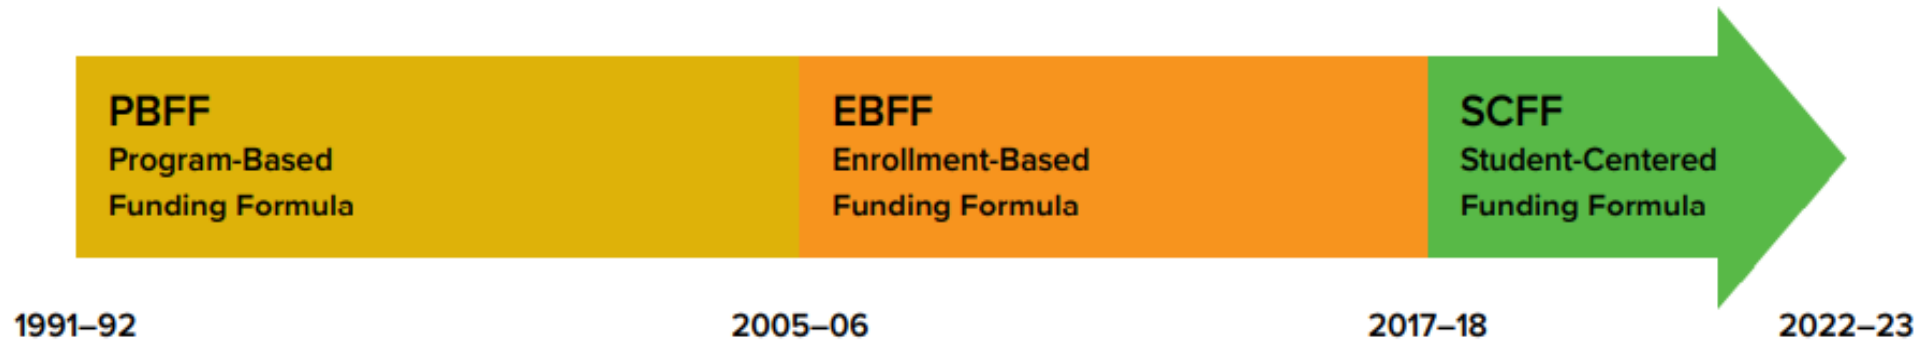 PBFF
Program-Based
Funding Formula
EBFF
Enrollment-Based
Funding Formula
SCFF
Student-Centered
Funding Formula
1991–92
2005–06
2017–18
2022–23